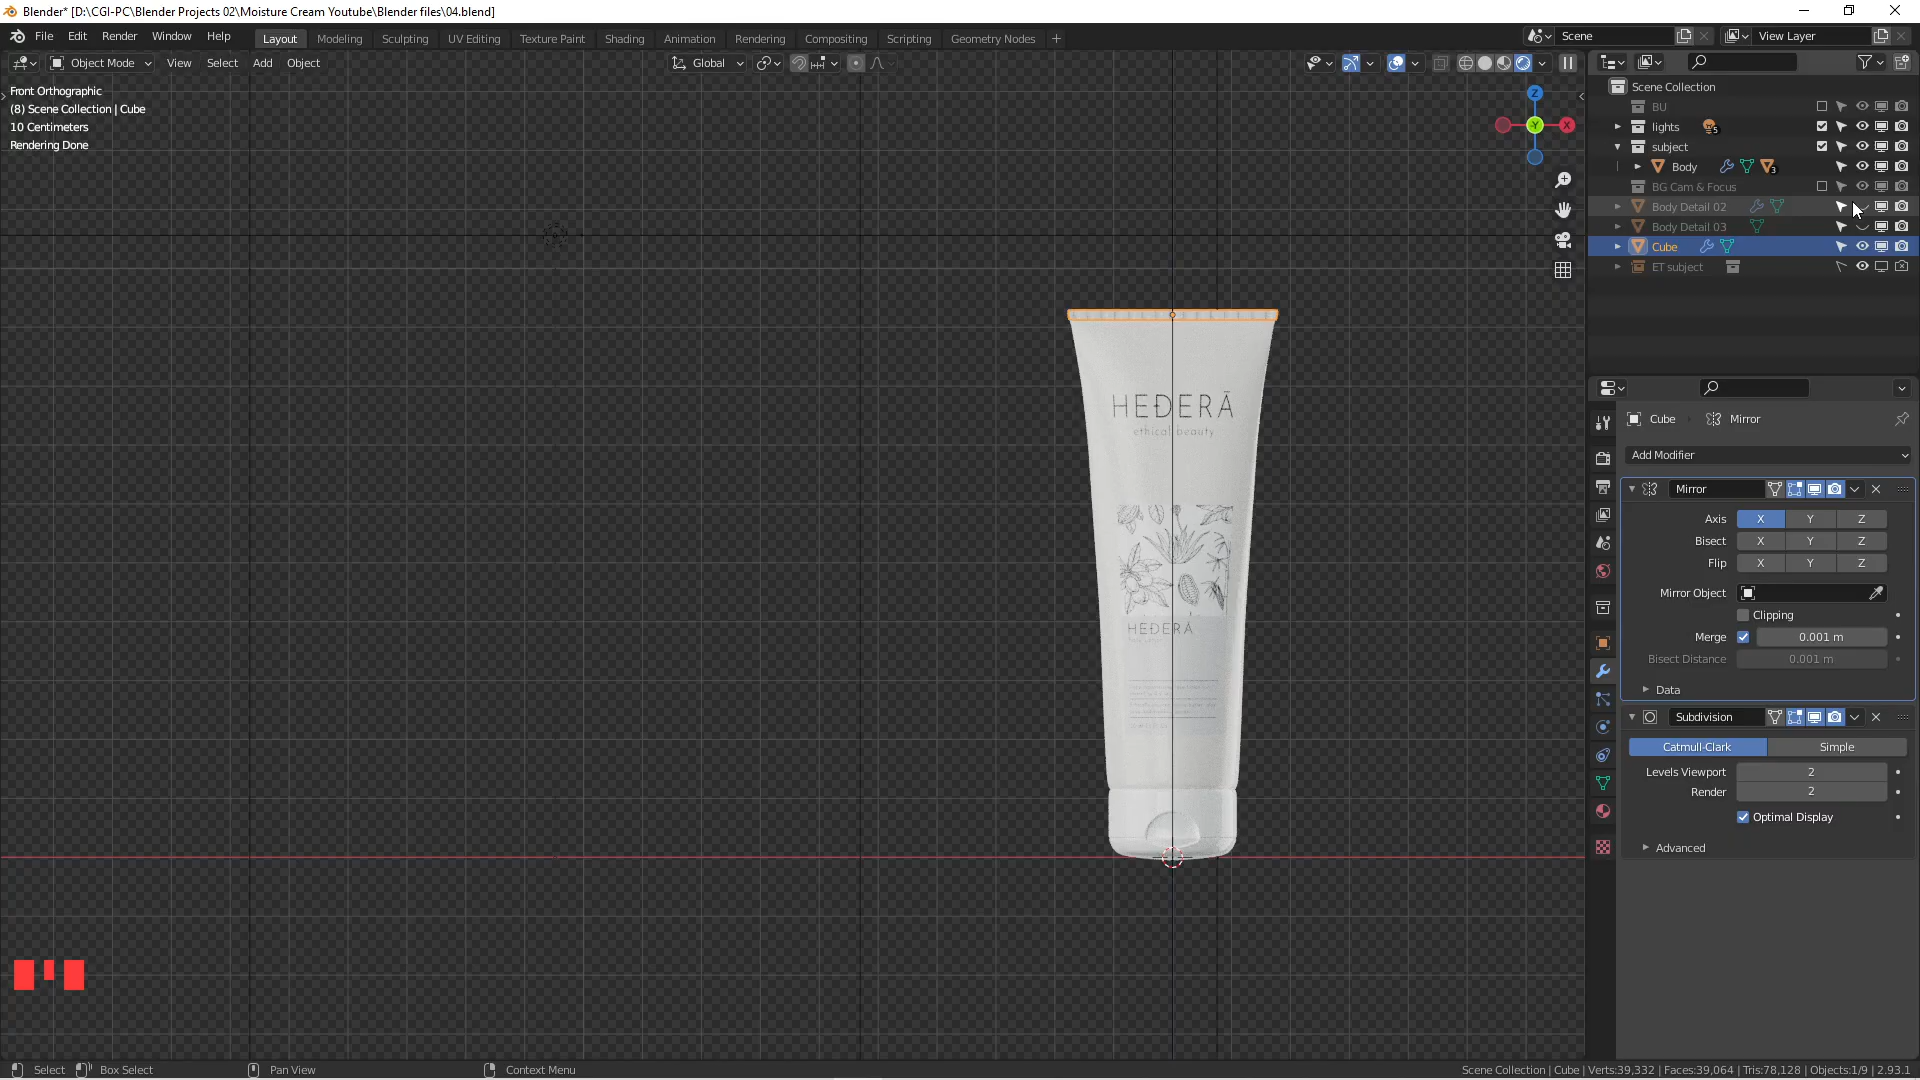 Blender* [D:\CGI-PC\Blender Projects 02\Moisture Cream Youtube\Blender files\04.blend]
File Edit Render Window Help Layout Modeling Sculpting UV Editing Texture Paint Shading Animation Rendering Compositing Scripting Geometry Nodes + Scene View Layer
Object Mode View Select Add Object Global
Front Orthographic
(8) Scene Collection | Cube
10 Centimeters
Rendering Done
Z
Y
X
HEĐERĀ
ethical beauty
HEĐERÁ
Scene Collection
BU
lights 5
subject
Body 3
BG Cam & Focus
Body Detail 02
Body Detail 03
Cube
ET subject
Cube Mirror
Add Modifier
Mirror
Axis X Y Z
Bisect X Y Z
Flip X Y Z
Mirror Object
Clipping
Merge 0.001 m
Bisect Distance 0.001 m
Data
Subdivision
Catmull-Clark Simple
Levels Viewport 2
Render 2
Optimal Display
Advanced
Select Box Select Pan View Context Menu Scene Collection | Cube | Verts:39,332 | Faces:39,064 | Tris:78,128 | Objects:1/9 | 2.93.1